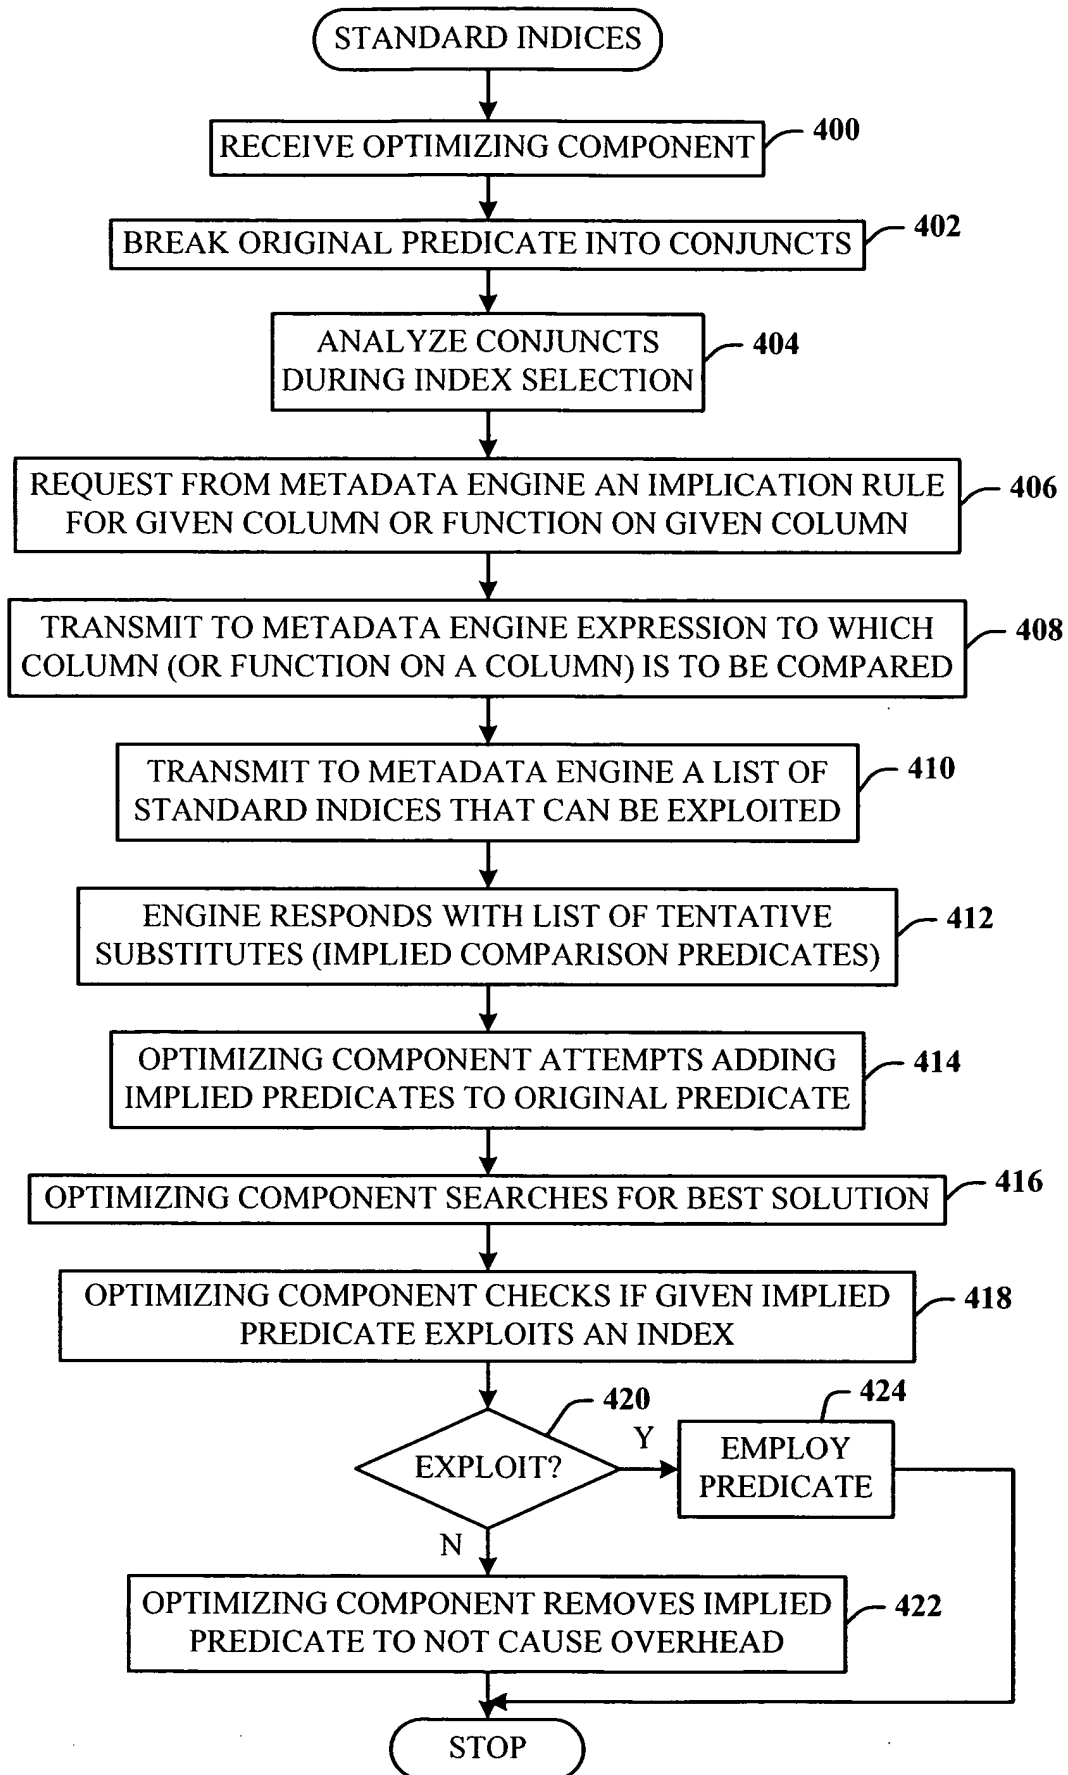 STANDARD INDICES
RECEIVE OPTIMIZING COMPONENT
400
BREAK ORIGINAL PREDICATE INTO CONJUNCTS
402
ANALYZE CONJUNCTS
DURING INDEX SELECTION
404
REQUEST FROM METADATA ENGINE AN IMPLICATION RULE
FOR GIVEN COLUMN OR FUNCTION ON GIVEN COLUMN
406
TRANSMIT TO METADATA ENGINE EXPRESSION TO WHICH
COLUMN (OR FUNCTION ON A COLUMN) IS TO BE COMPARED
408
TRANSMIT TO METADATA ENGINE A LIST OF
STANDARD INDICES THAT CAN BE EXPLOITED
410
ENGINE RESPONDS WITH LIST OF TENTATIVE
SUBSTITUTES (IMPLIED COMPARISON PREDICATES)
412
OPTIMIZING COMPONENT ATTEMPTS ADDING
IMPLIED PREDICATES TO ORIGINAL PREDICATE
414
OPTIMIZING COMPONENT SEARCHES FOR BEST SOLUTION
416
OPTIMIZING COMPONENT CHECKS IF GIVEN IMPLIED
PREDICATE EXPLOITS AN INDEX
418
EXPLOIT?
420
Y
EMPLOY
PREDICATE
424
N
OPTIMIZING COMPONENT REMOVES IMPLIED
PREDICATE TO NOT CAUSE OVERHEAD
422
STOP